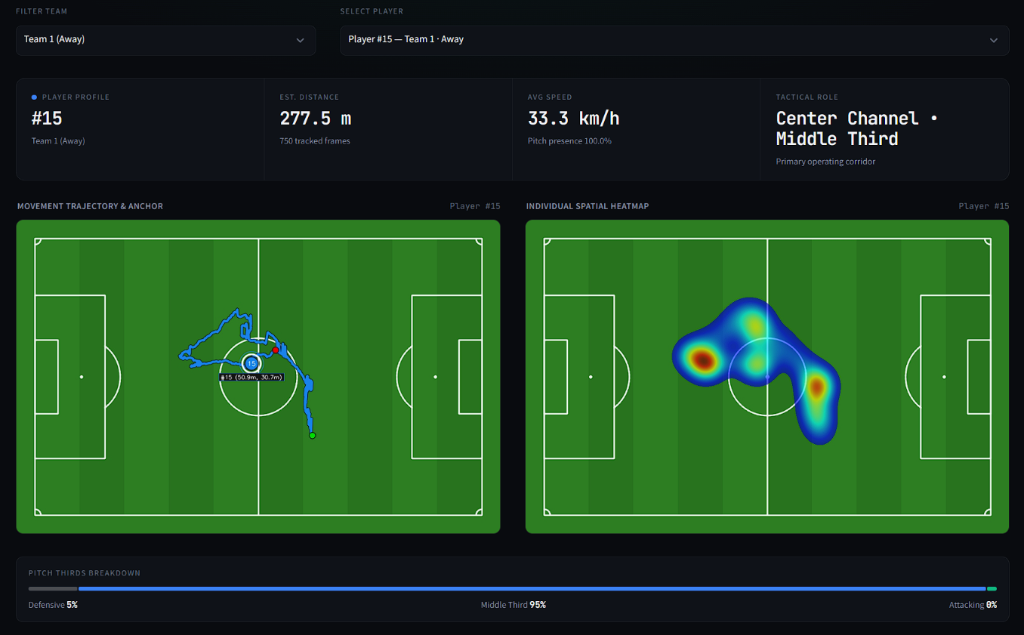 FILTER TEAM
SELECT PLAYER
Team 1 (Away)
Player #15 — Team 1 · Away
PLAYER PROFILE
#15
Team 1 (Away)
EST. DISTANCE
277.5 m
750 tracked frames
AVG SPEED
33.3 km/h
Pitch presence 100.0%
TACTICAL ROLE
Center Channel •
Middle Third
Primary operating corridor
MOVEMENT TRAJECTORY & ANCHOR
Player #15
INDIVIDUAL SPATIAL HEATMAP
Player #15
15
#15 (50.9m, 30.7m)
PITCH THIRDS BREAKDOWN
Defensive 5%
Middle Third 95%
Attacking 0%